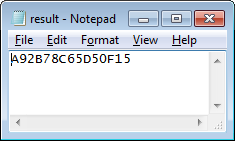 result - Notepad
File Edit Format View Help
A92B78C65D50F15